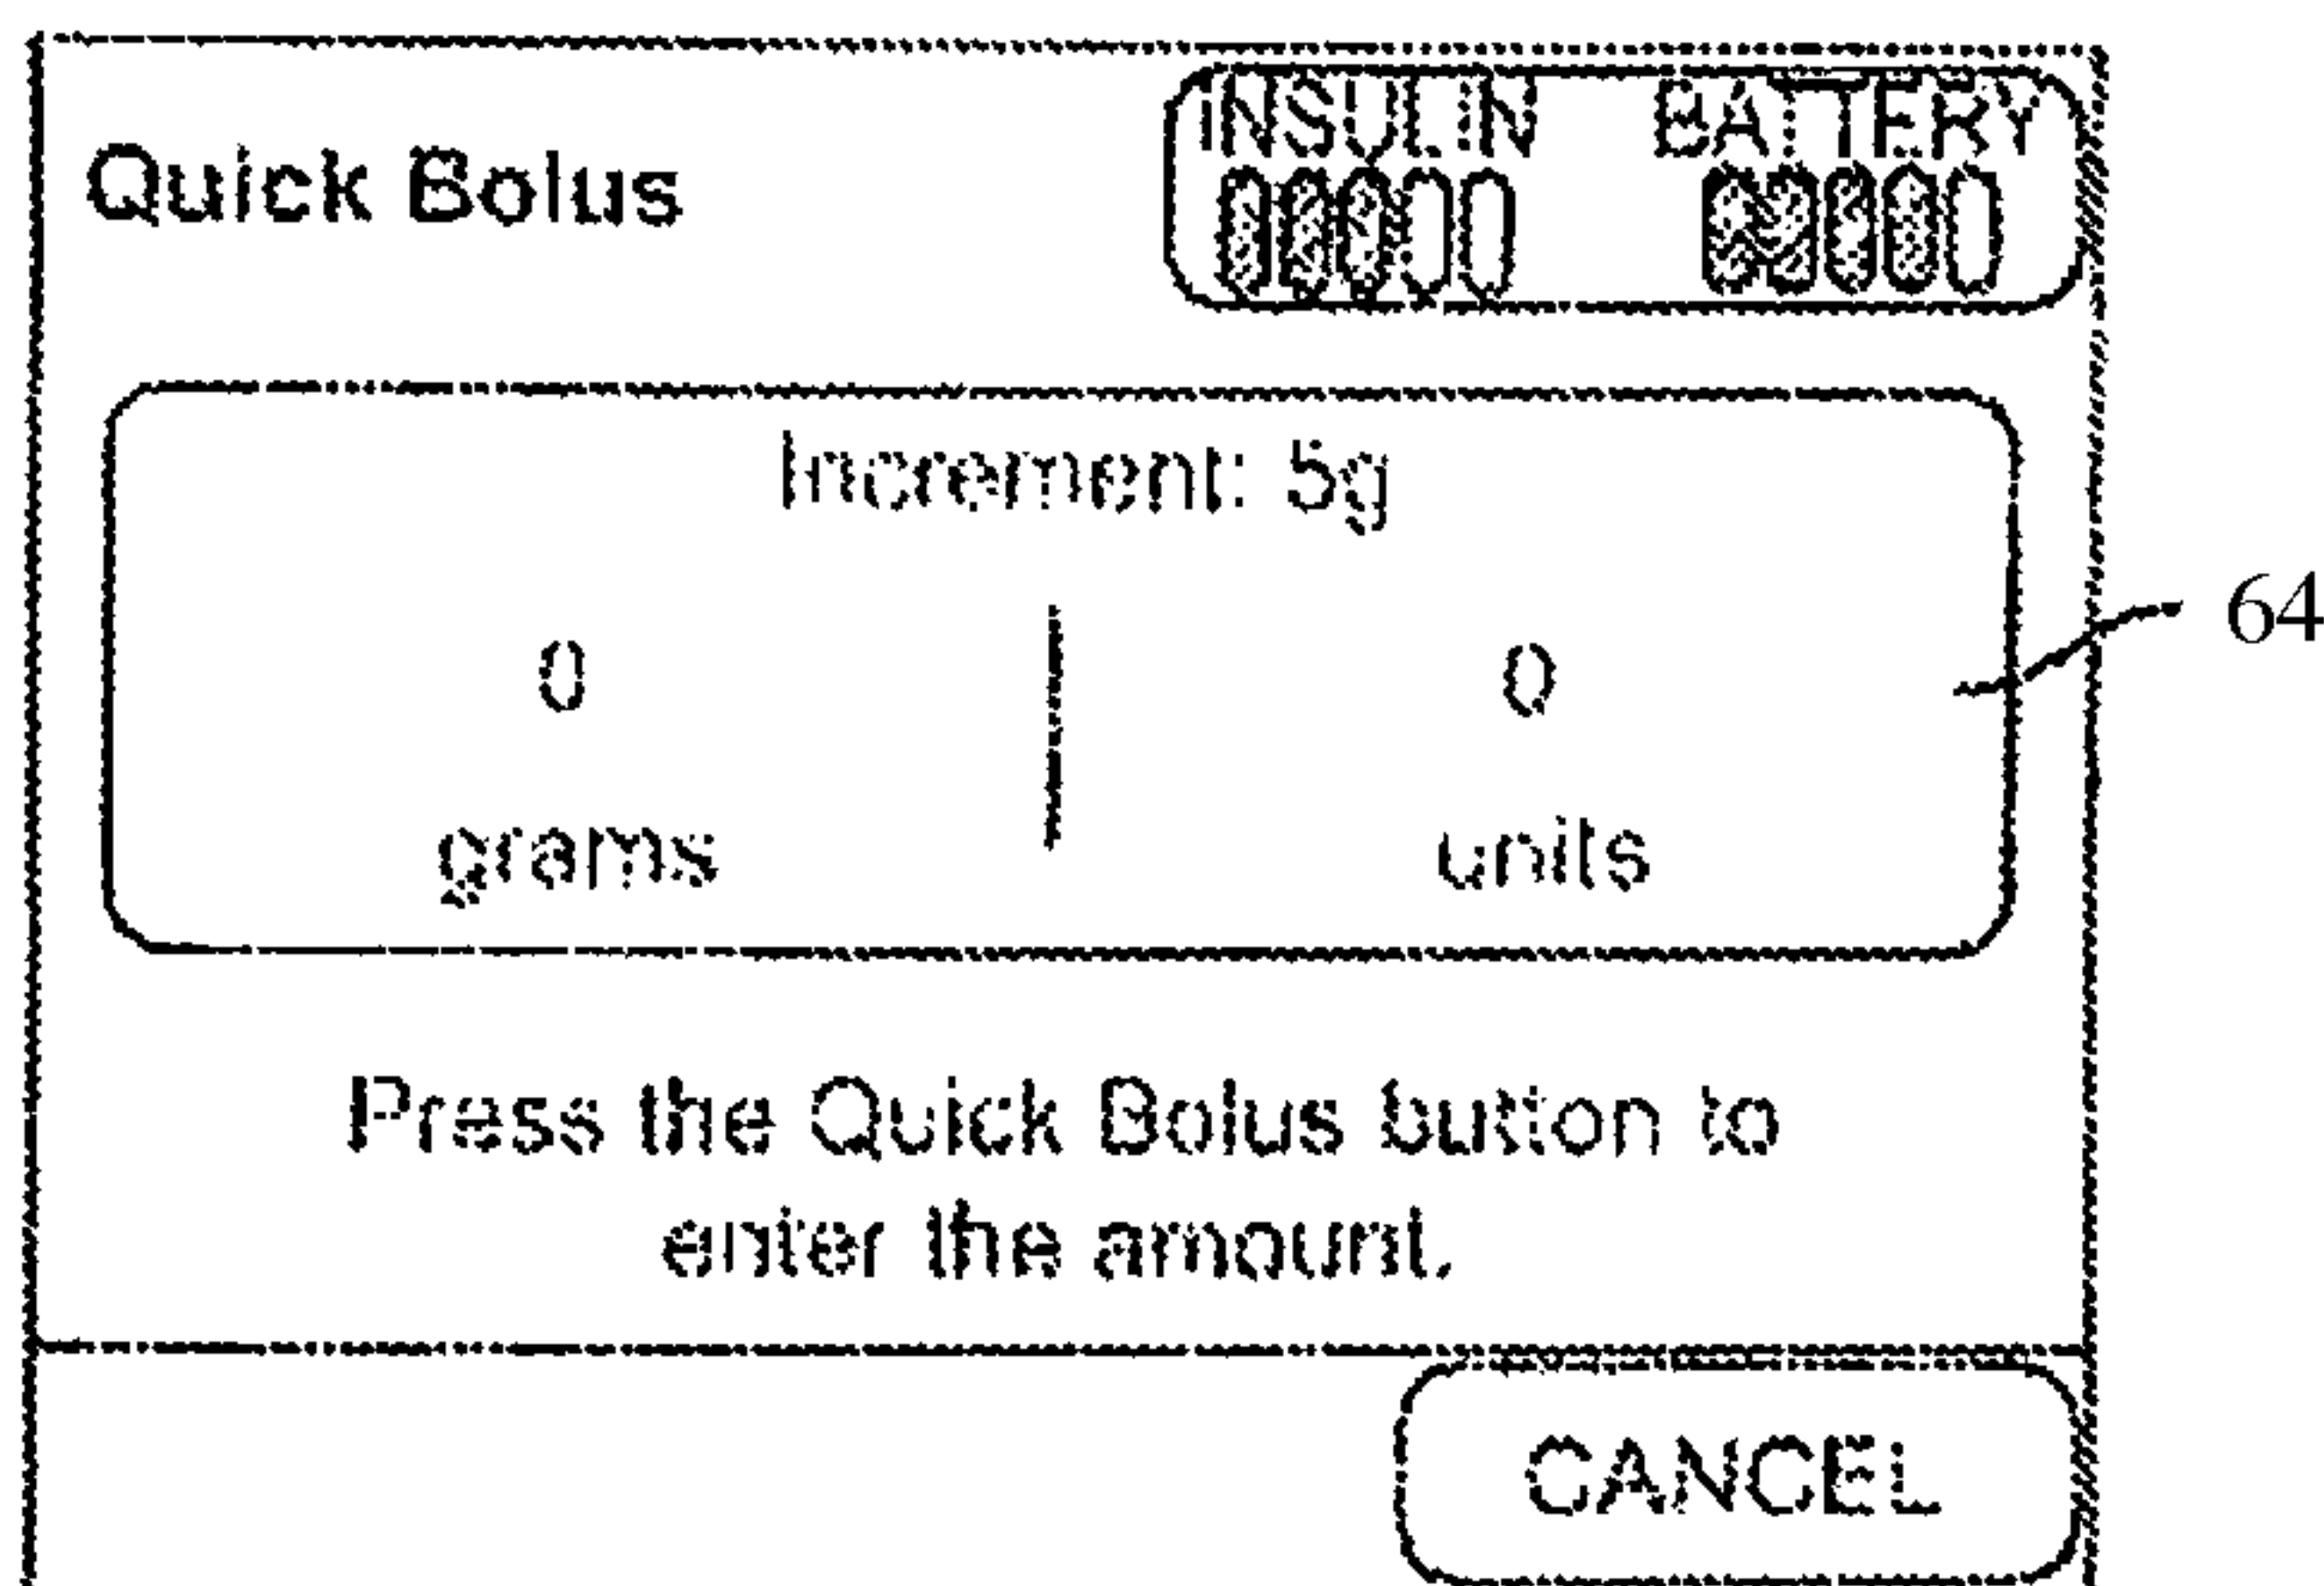 INSULIN BATTERY
Quick Bolus
Increment: 5g
0 0
64
grams units
Press the Quick Bolus button to
enter the amount.
CANCEL